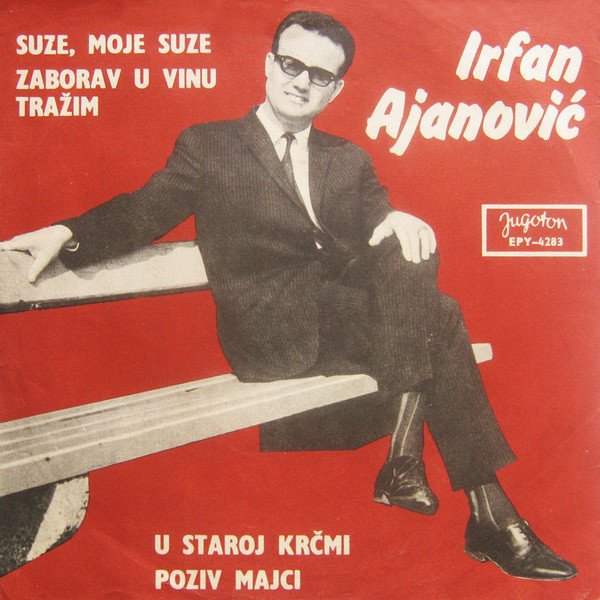 SUZE, MOJE SUZE
ZABORAV U VINU
TRAŽIM
Irfan
Ajanović
Jugoton
EPY-4283
U STAROJ KRČMI
POZIV MAJCI